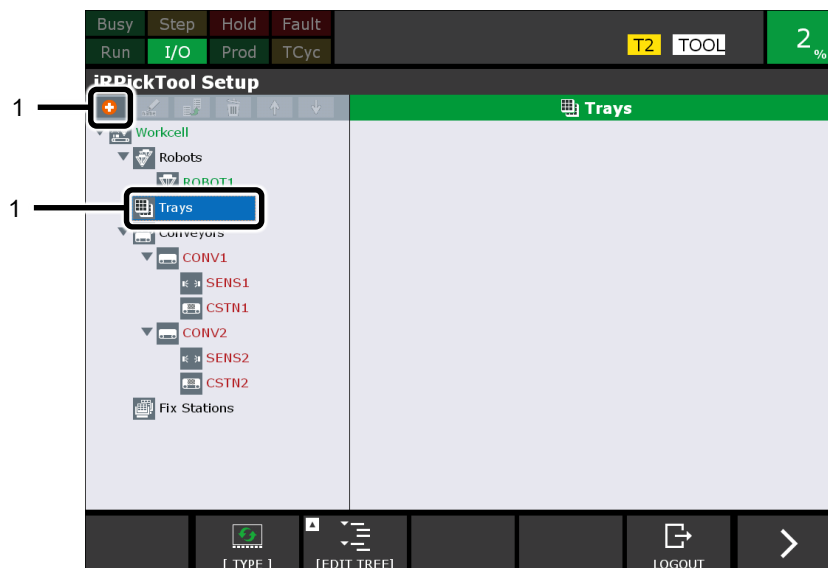 Busy Step Hold Fault
Run I/O Prod TCyc
T2 TOOL
2%
iRPickTool Setup
1
Trays
Workcell
Robots
ROBOT1
1
Trays
Conveyors
CONV1
SENS1
CSTN1
CONV2
SENS2
CSTN2
Fix Stations
[ TYPE ]
[EDIT TREE]
LOGOUT